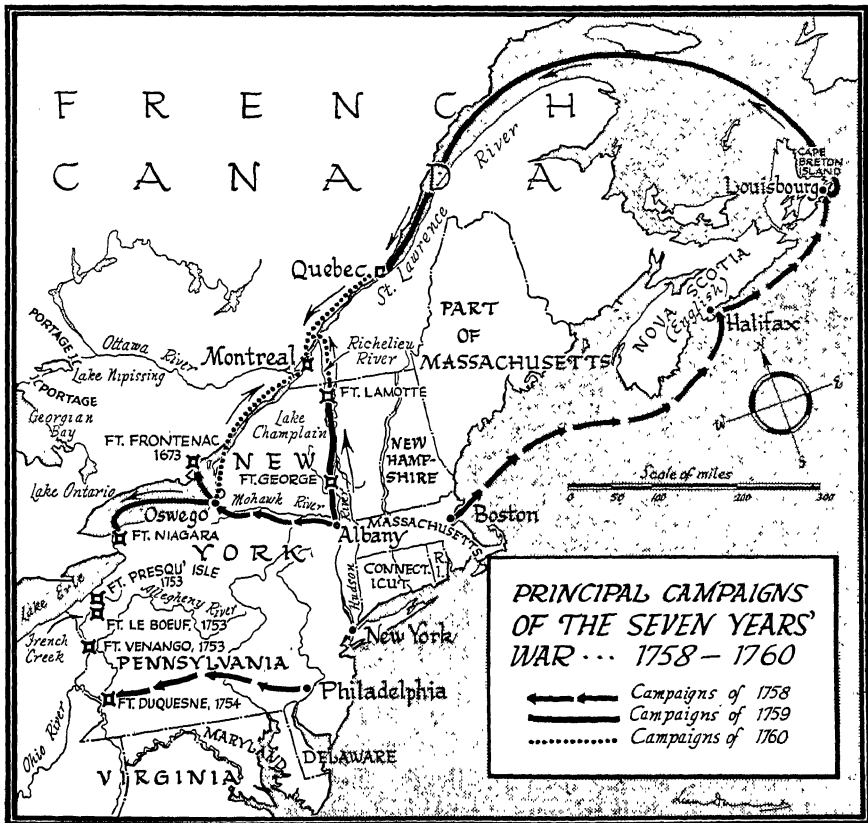 FRENCH
CANADA
River
St. Lawrence
CAPE
BRETON
ISLAND
Louisbourg
Quebec
PART
OF
MASSACHUSETTS
NOVA SCOTIA
(English)
Halifax
PORTAGE
Ottawa River
Montreal
Richelieu
River
Lake Nipissing
PORTAGE
Georgian
Bay
FT. LAMOTTE
Lake
Champlain
FT. FRONTENAC
1673
NEW
FT. GEORGE
NEW
HAMP-
SHIRE
N
E
W
S
Scale of miles
0 50 100 200 300
Lake Ontario
Oswego
Mohawk River
River
Albany
MASSACHUSETTS
Boston
FT. NIAGARA
YORK
CONNECT-
ICUT
R.
I.
Hudson
Lake Erie
FT. PRESQU' ISLE
1753
Allegheny River
FT. LE BOEUF, 1753
French
Creek
FT. VENANGO, 1753
New York
PENNSYLVANIA
Philadelphia
FT. DUQUESNE, 1754
Ohio River
MARYLAND
DELAWARE
VIRGINIA
PRINCIPAL CAMPAIGNS
OF THE SEVEN YEARS'
WAR ... 1758 – 1760
Campaigns of 1758
Campaigns of 1759
Campaigns of 1760